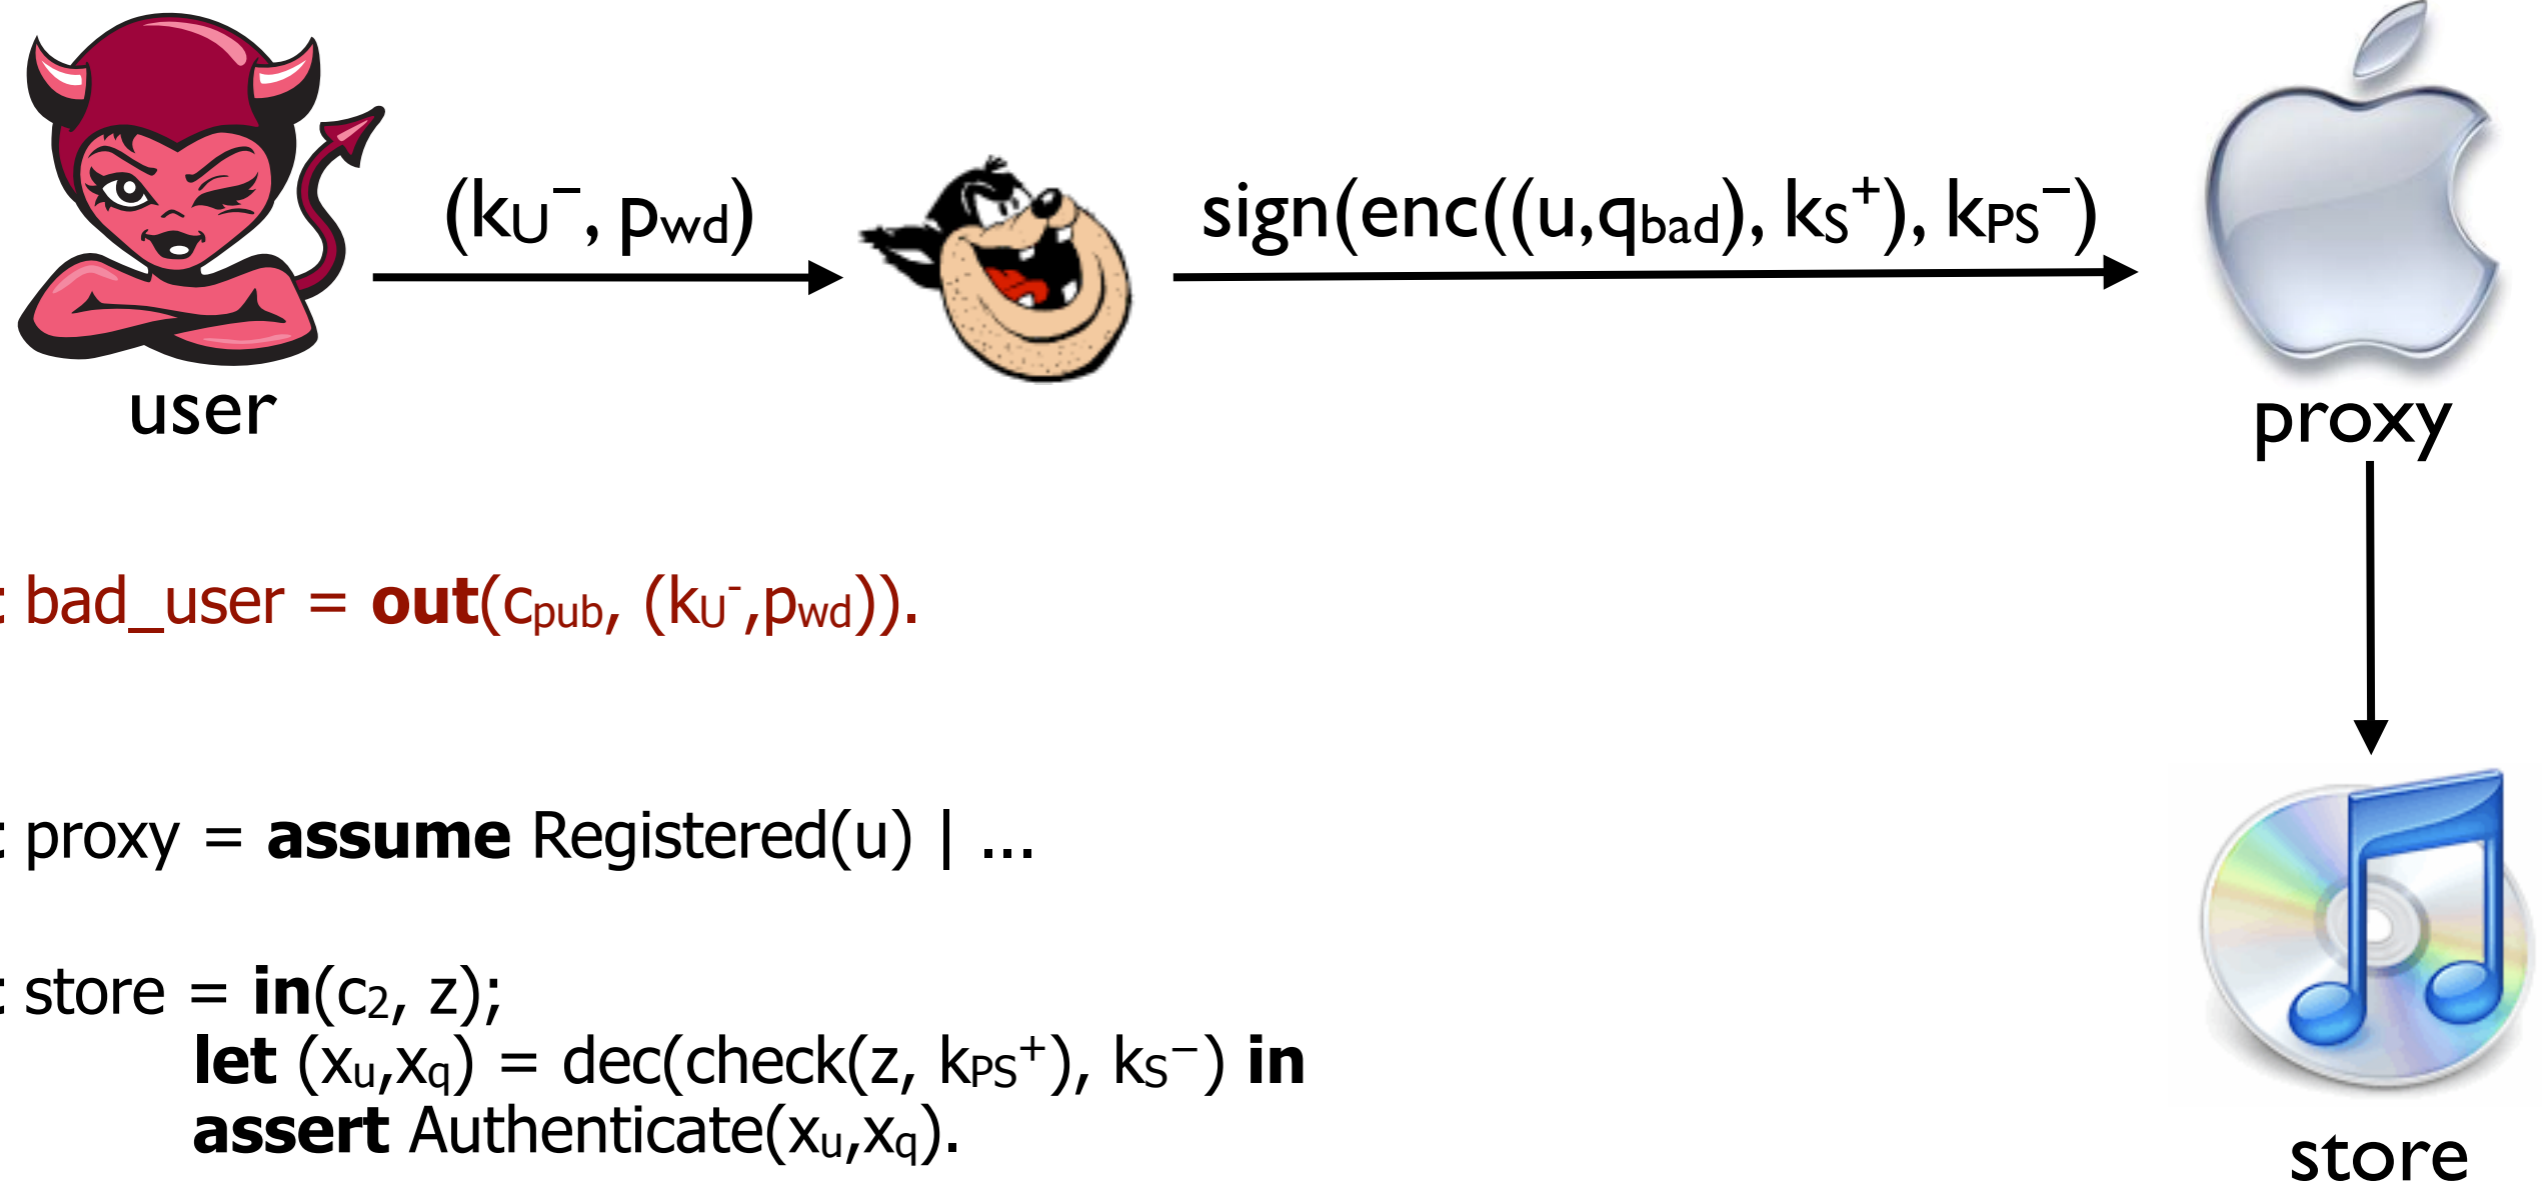 (kU⁻, pwd)
sign(enc((u,qbad), kS⁺), kPS⁻)
user
proxy
t bad_user = out(cpub, (kU⁻,pwd)).
t proxy = assume Registered(u) | ...
t store = in(c₂, z);
let (xu,xq) = dec(check(z, kPS⁺), kS⁻) in
assert Authenticate(xu,xq).
store